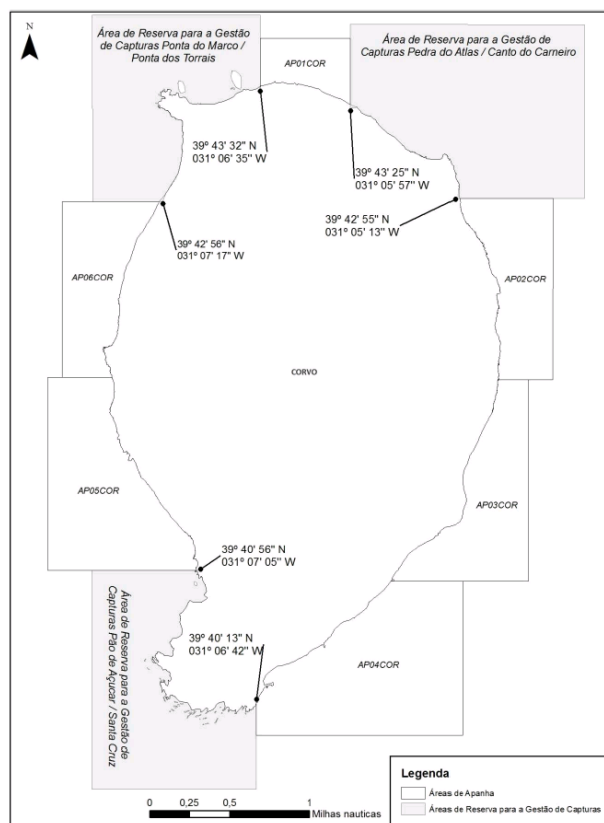 N
Área de Reserva para a Gestão
de Capturas Ponta do Marco /
Ponta dos Torrais
AP01COR
Área de Reserva para a Gestão de
Capturas Pedra do Atlas / Canto do Carneiro
39º 43' 32" N
031º 06' 35" W
39º 43' 25" N
031º 05' 57" W
39º 42' 55" N
031º 05' 13" W
39º 42' 56" N
031º 07' 17" W
AP06COR
AP02COR
CORVO
AP05COR
AP03COR
39º 40' 56" N
031º 07' 05" W
Área de Reserva para a Gestão de
Capturas Pão de Açucar / Santa Cruz
39º 40' 13" N
031º 06' 42" W
AP04COR
Legenda
Áreas de Apanha
Áreas de Reserva para a Gestão de Capturas
0 0,25 0,5 1
Milhas nauticas